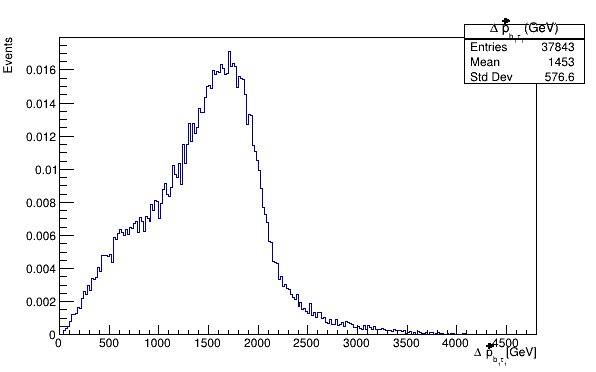 Δ p⃗ b₁τ₁ (GeV)
Entries 37843
Mean 1453
Std Dev 576.6
Events
0.016
0.014
0.012
0.01
0.008
0.006
0.004
0.002
0
0 500 1000 1500 2000 2500 3000 3500 4000 4500
Δ p⃗ b₁τ₁ [GeV]